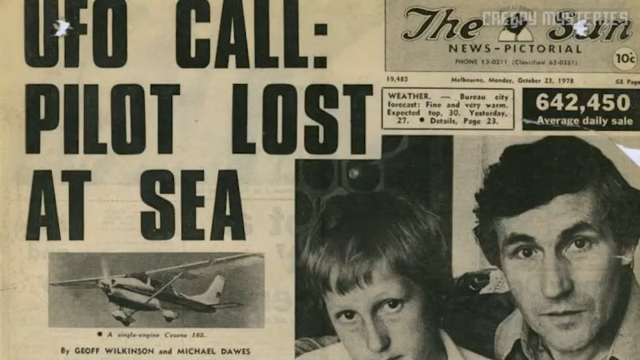 UFO CALL:
PILOT LOST
AT SEA
CREEPY MYSTERIES
The Sun
NEWS-PICTORIAL
PHONE 63-0211 (Classified 63-0351)
10c
19,485 Melbourne, Monday, October 23, 1978 68 Pages
WEATHER. — Bureau city
forecast: Fine and very warm.
Expected top, 30. Yesterday,
27. • Details, Page 23.
642,450
Average daily sale
• A single-engine Cessna 182.
By GEOFF WILKINSON and MICHAEL DAWES